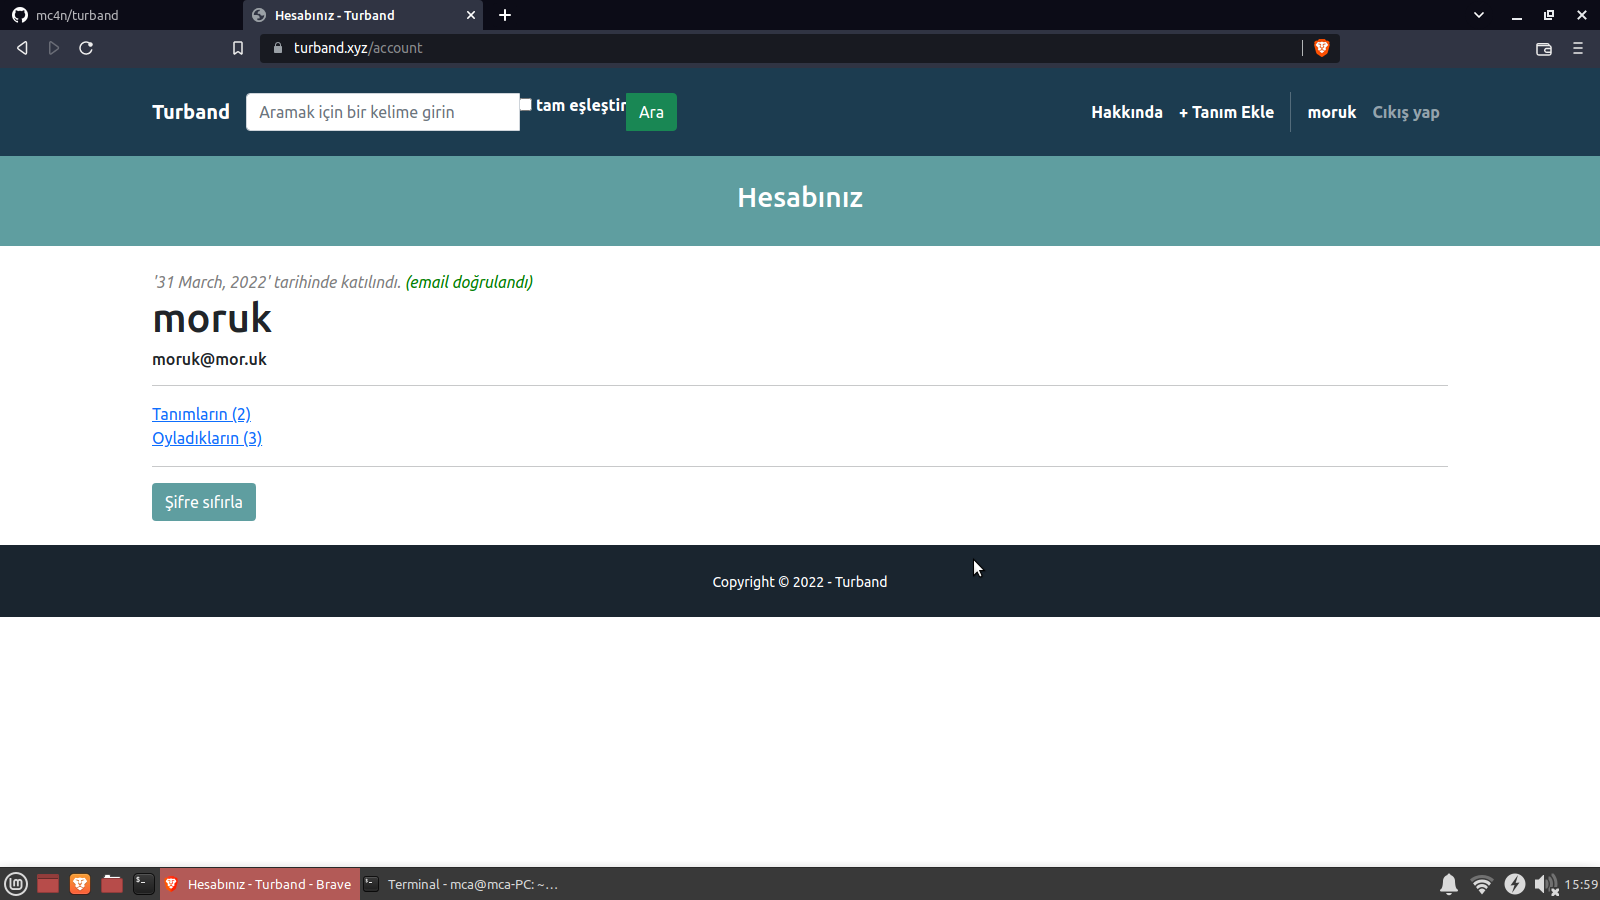 mc4n/turband
Hesabınız - Turband
turband.xyz/account
Turband
Aramak için bir kelime girin
tam eşleştir
Ara
Hakkında
+ Tanım Ekle
moruk
Cıkış yap
Hesabınız
'31 March, 2022' tarihinde katılındı. (email doğrulandı)
moruk
moruk@mor.uk
Tanımların (2)
Oyladıkların (3)
Şifre sıfırla
Copyright © 2022 - Turband
Hesabınız - Turband - Brave
Terminal - mca@mca-PC: ~...
15:59